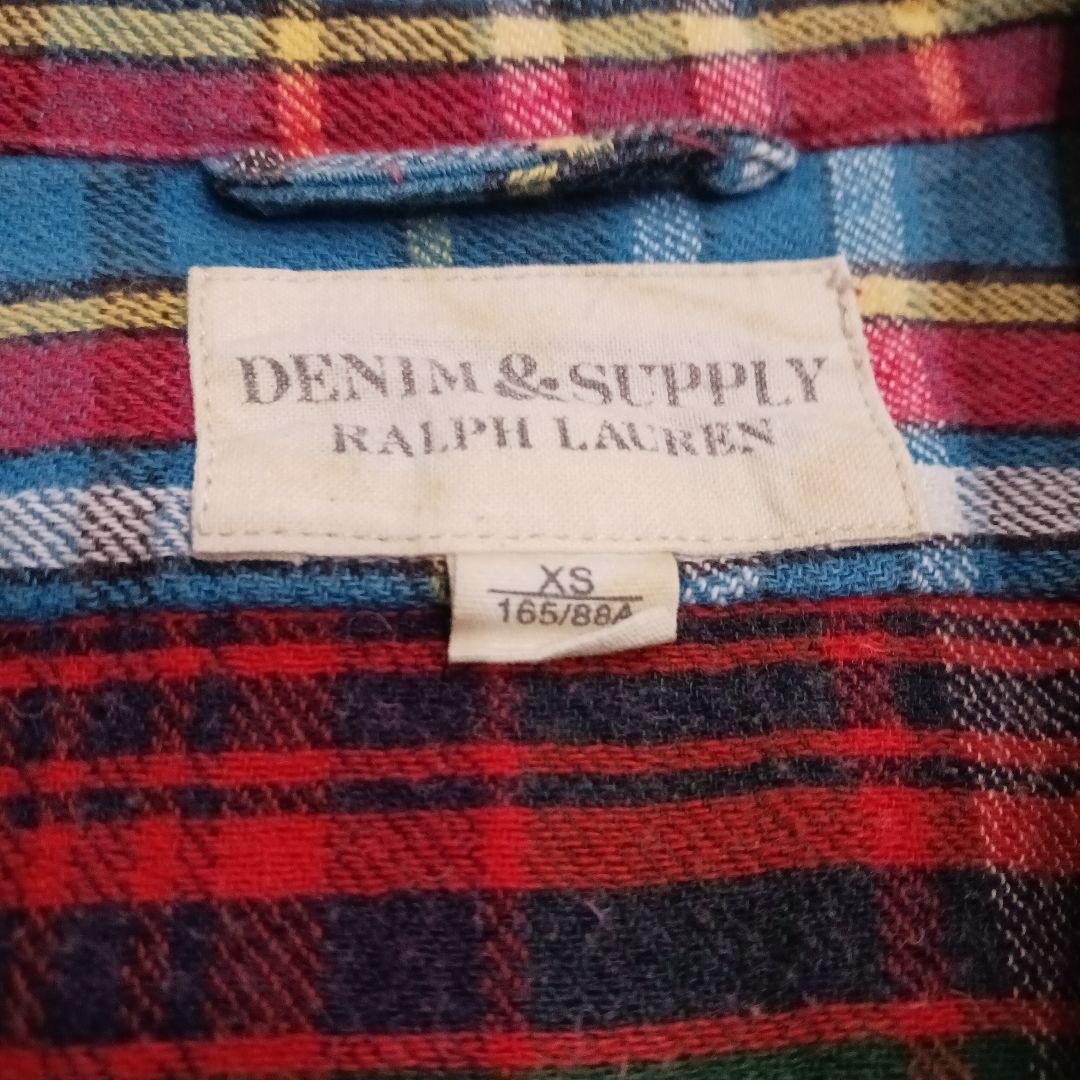 DENIM & SUPPLY
RALPH LAUREN
XS
165/88A